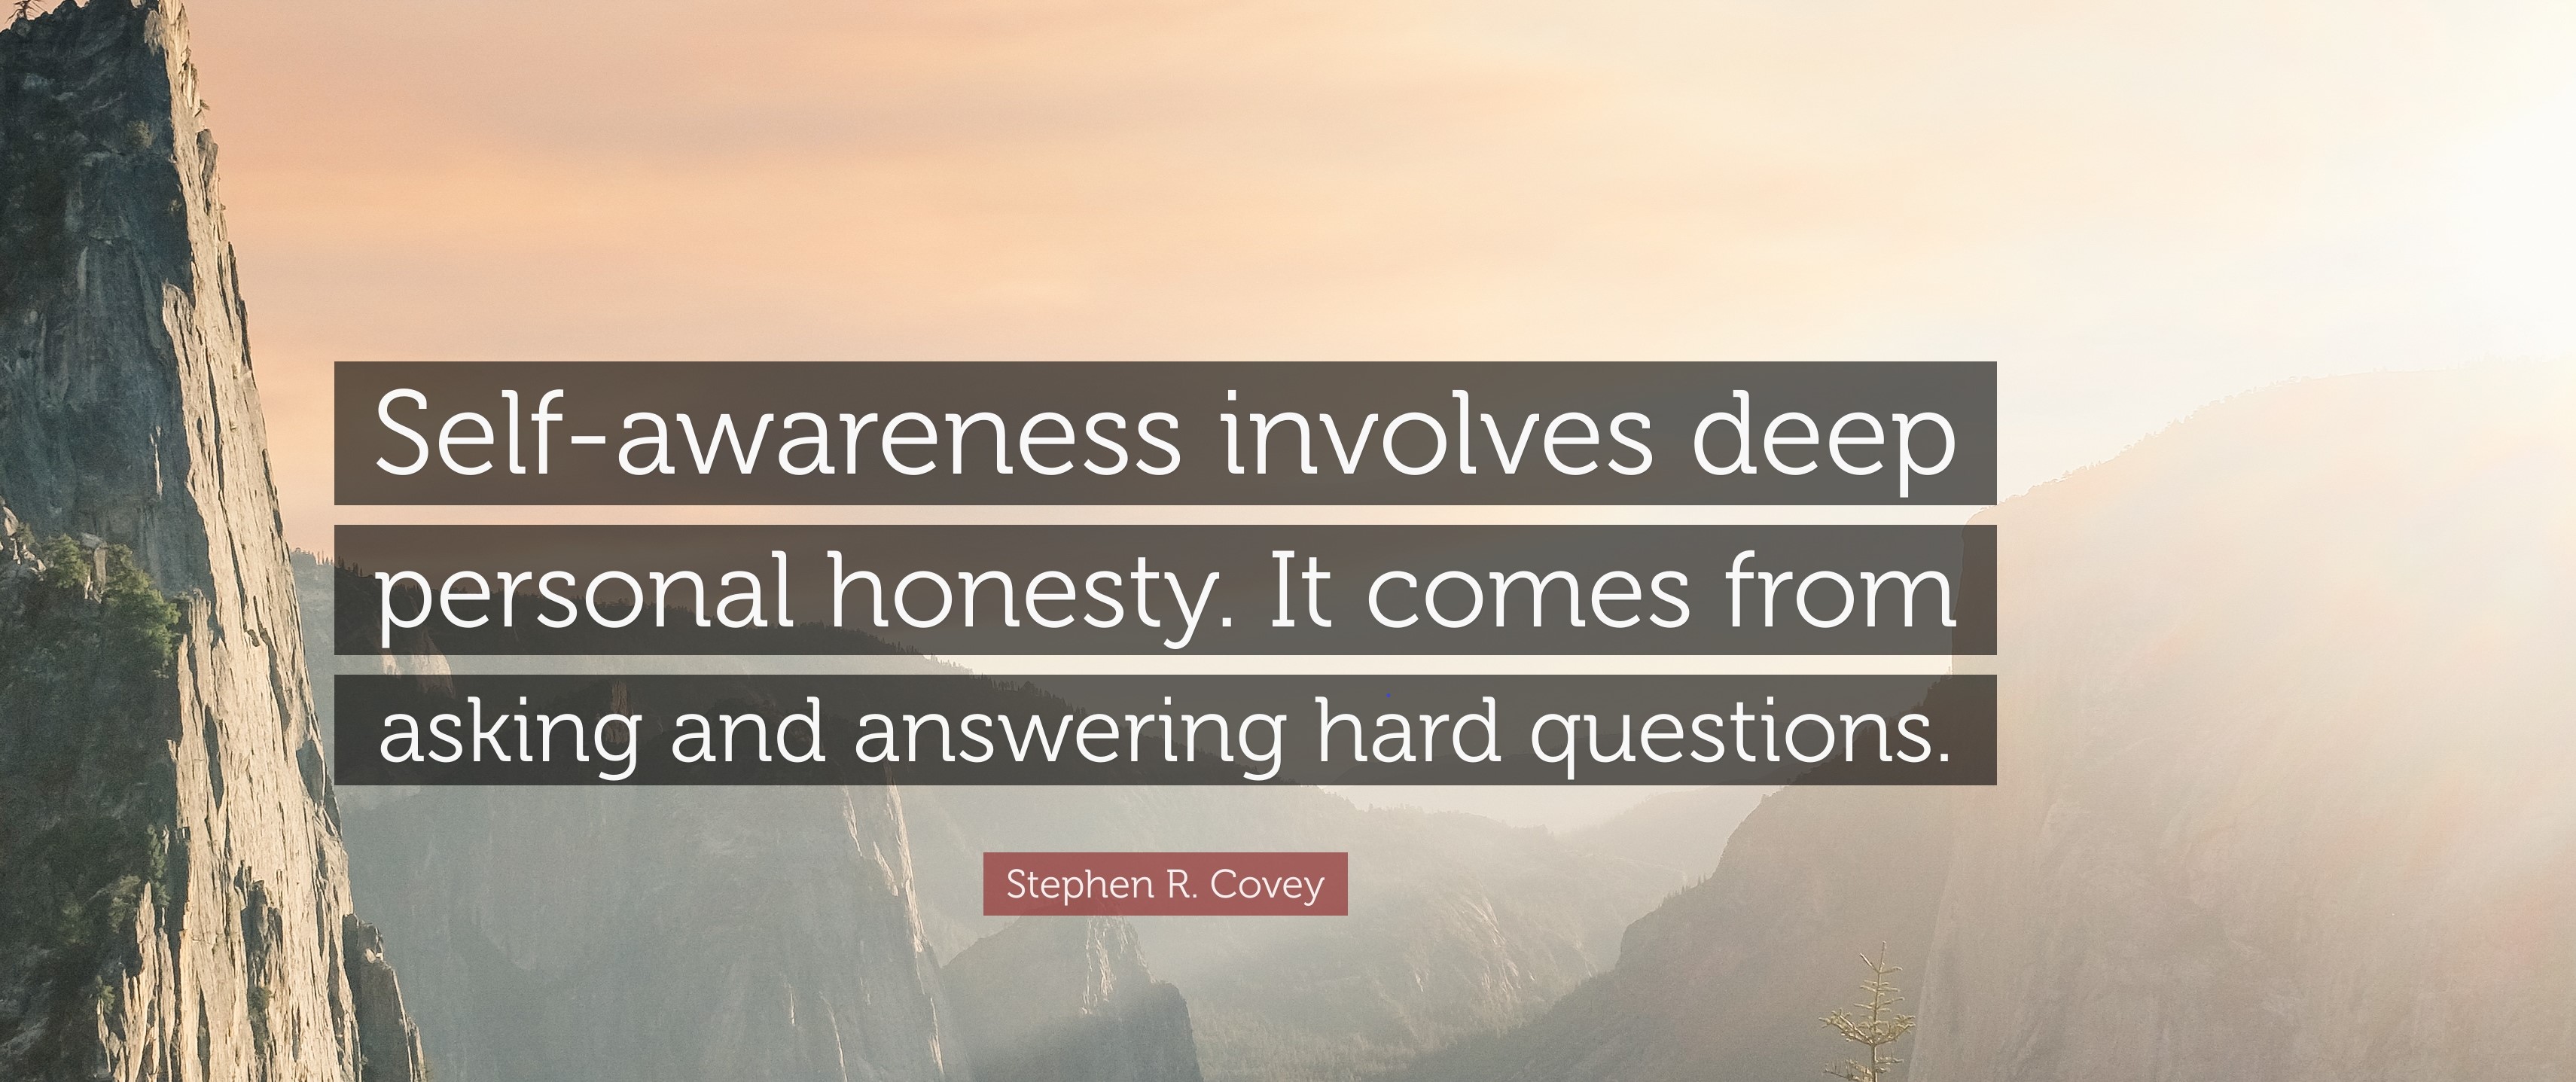 Self-awareness involves deep
personal honesty. It comes from
asking and answering hard questions.
Stephen R. Covey